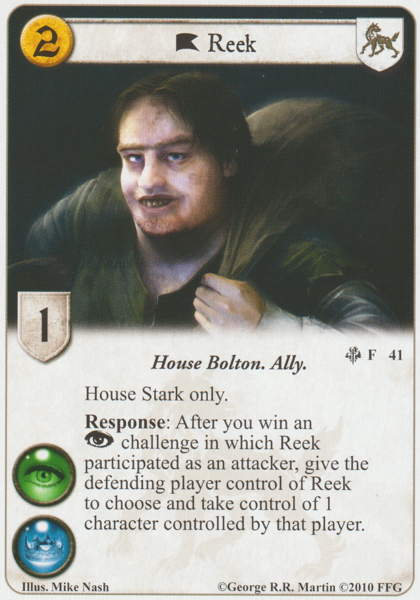 2
Reek
1
House Bolton. Ally.
F 41
House Stark only.
Response: After you win an
challenge in which Reek
participated as an attacker, give the
defending player control of Reek
to choose and take control of 1
character controlled by that player.
Illus. Mike Nash
©George R.R. Martin ©2010 FFG